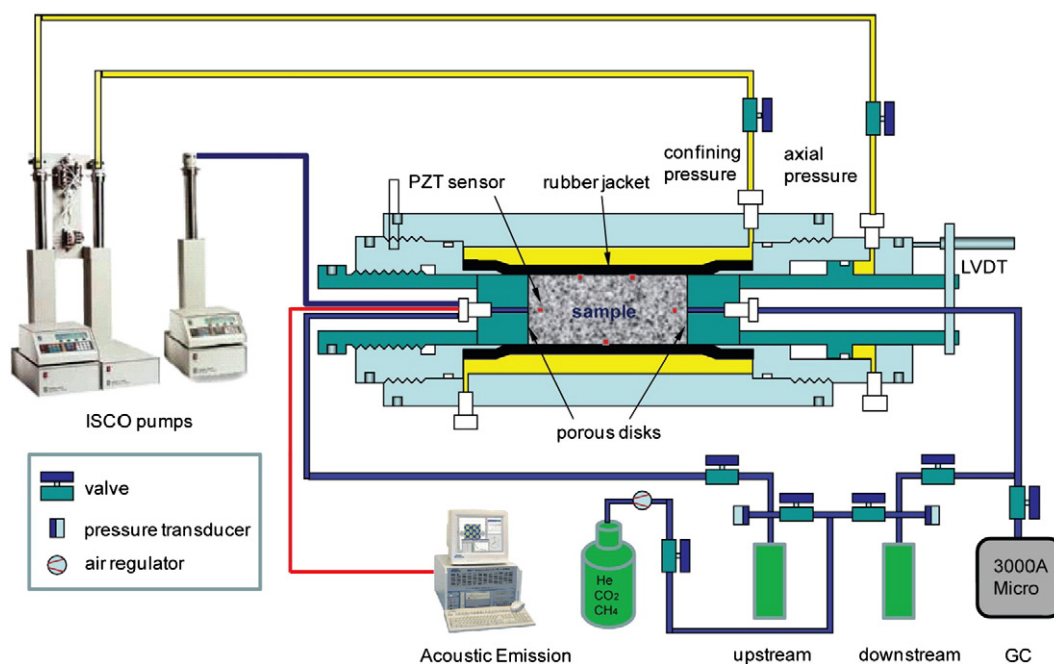 confining
pressure
axial
pressure
PZT sensor
rubber jacket
LVDT
sample
ISCO pumps
porous disks
valve
pressure transducer
air regulator
He
CO₂
CH₄
3000A
Micro
Acoustic Emission
upstream
downstream
GC